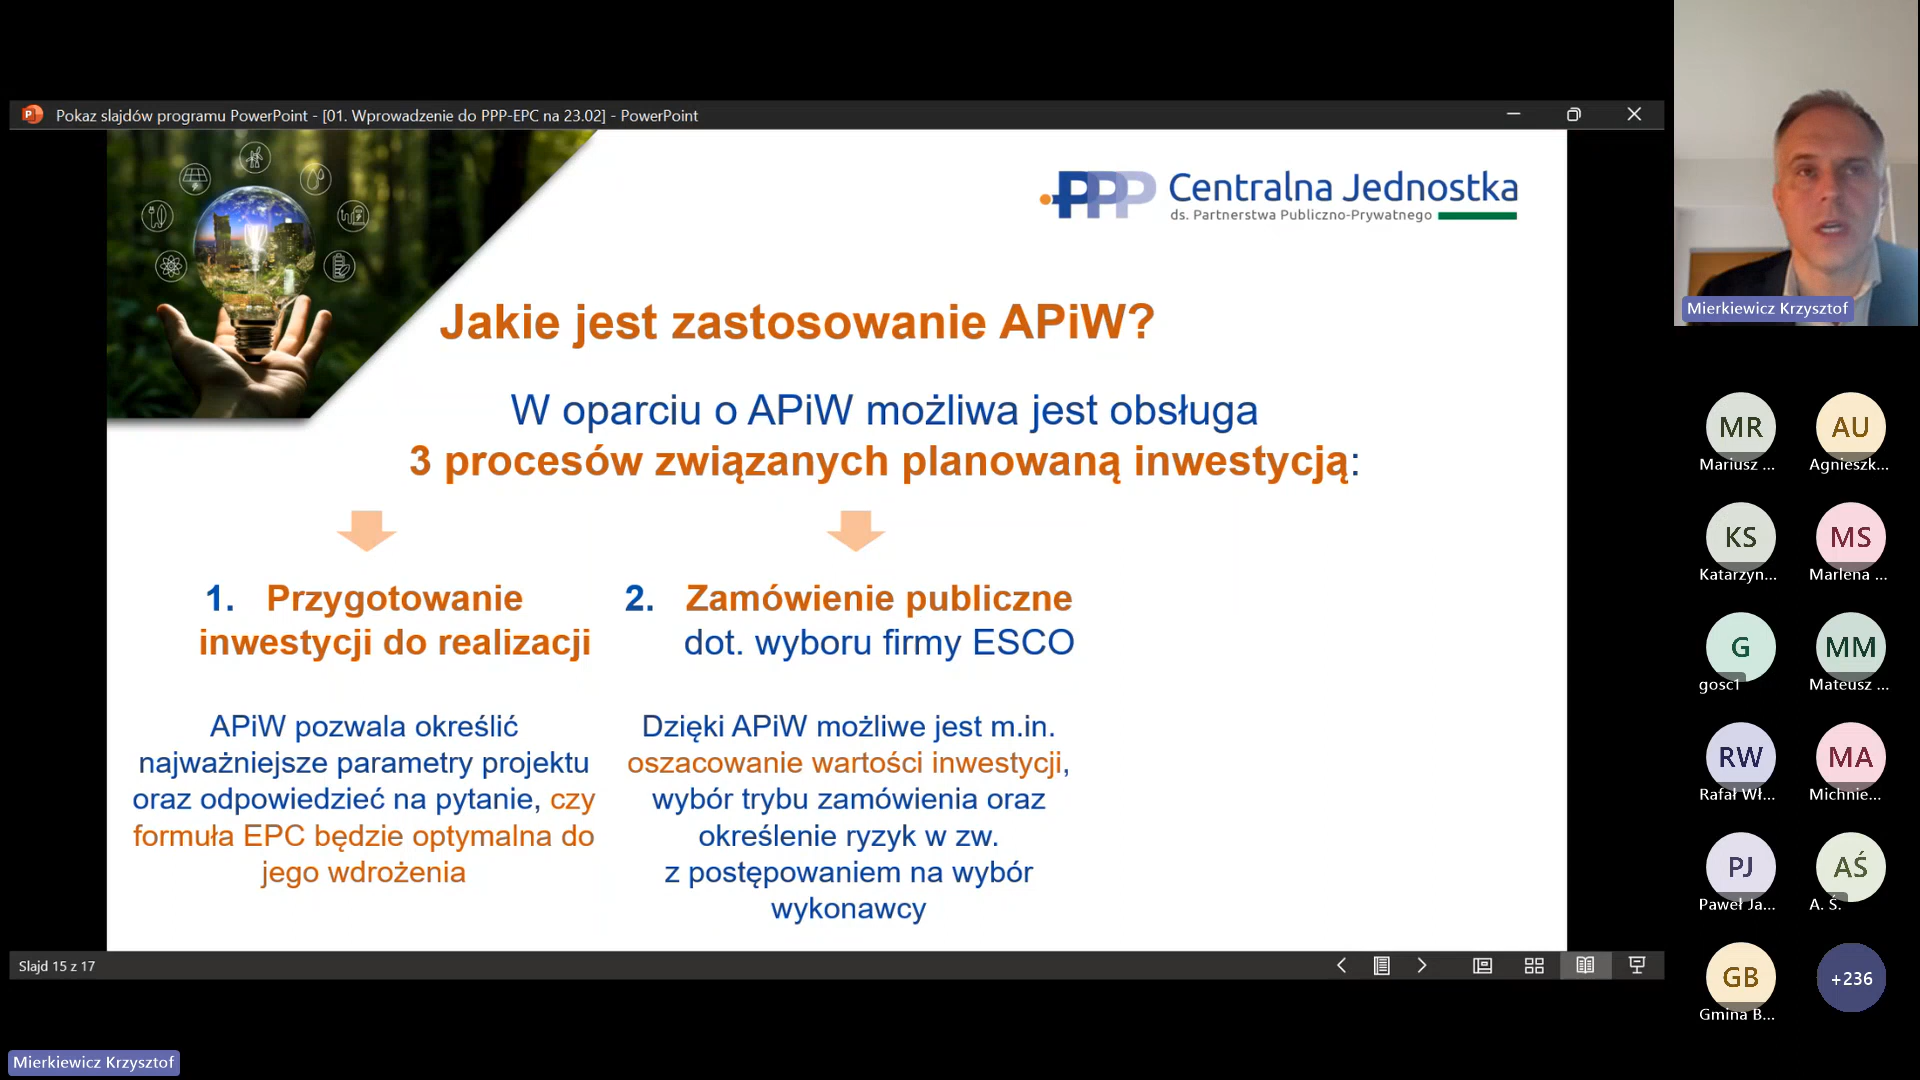 Pokaz slajdów programu PowerPoint - [01. Wprowadzenie do PPP-EPC na 23.02] - PowerPoint
PPP Centralna Jednostka
ds. Partnerstwa Publiczno-Prywatnego
Jakie jest zastosowanie APiW?
W oparciu o APiW możliwa jest obsługa
3 procesów związanych planowaną inwestycją:
1. Przygotowanie
inwestycji do realizacji
APiW pozwala określić
najważniejsze parametry projektu
oraz odpowiedzieć na pytanie, czy
formuła EPC będzie optymalna do
jego wdrożenia
2. Zamówienie publiczne
dot. wyboru firmy ESCO
Dzięki APiW możliwe jest m.in.
oszacowanie wartości inwestycji,
wybór trybu zamówienia oraz
określenie ryzyk w zw.
z postępowaniem na wybór
wykonawcy
Slajd 15 z 17
Mierkiewicz Krzysztof
Mierkiewicz Krzysztof
MR
Mariusz ...
AU
Agnieszk...
KS
Katarzyn...
MS
Marlena ...
G
gosc1
MM
Mateusz ...
RW
Rafał Wł...
MA
Michnie...
PJ
Paweł Ja...
AŚ
A. Ś.
GB
Gmina B...
+236